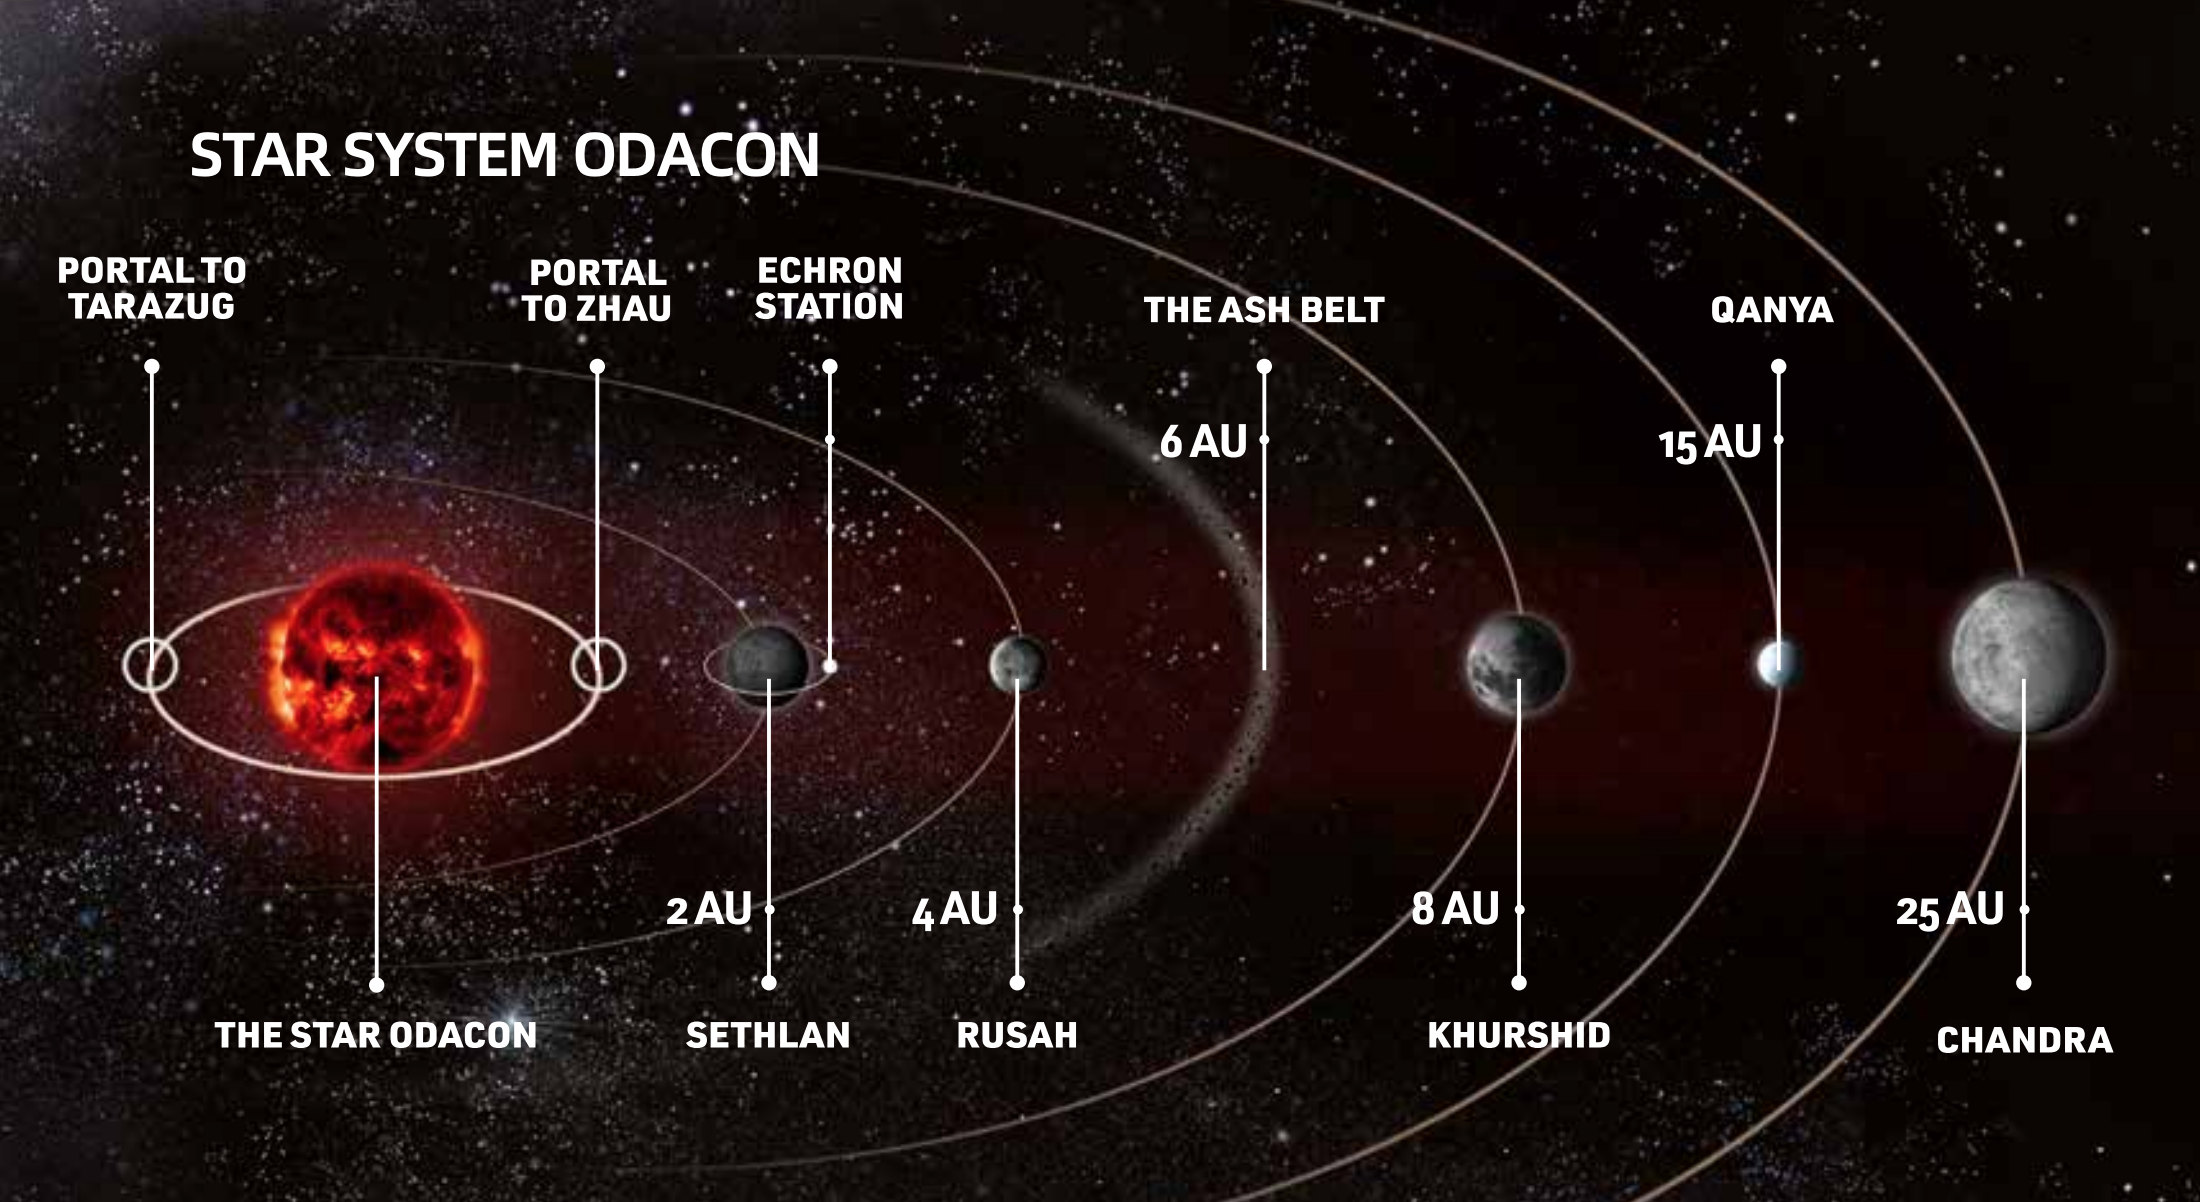 STAR SYSTEM ODACON
PORTAL TO
TARAZUG
PORTAL
TO ZHAU
ECHRON
STATION
THE ASH BELT
QANYA
6 AU
15 AU
2 AU
4 AU
8 AU
25 AU
THE STAR ODACON
SETHLAN
RUSAH
KHURSHID
CHANDRA